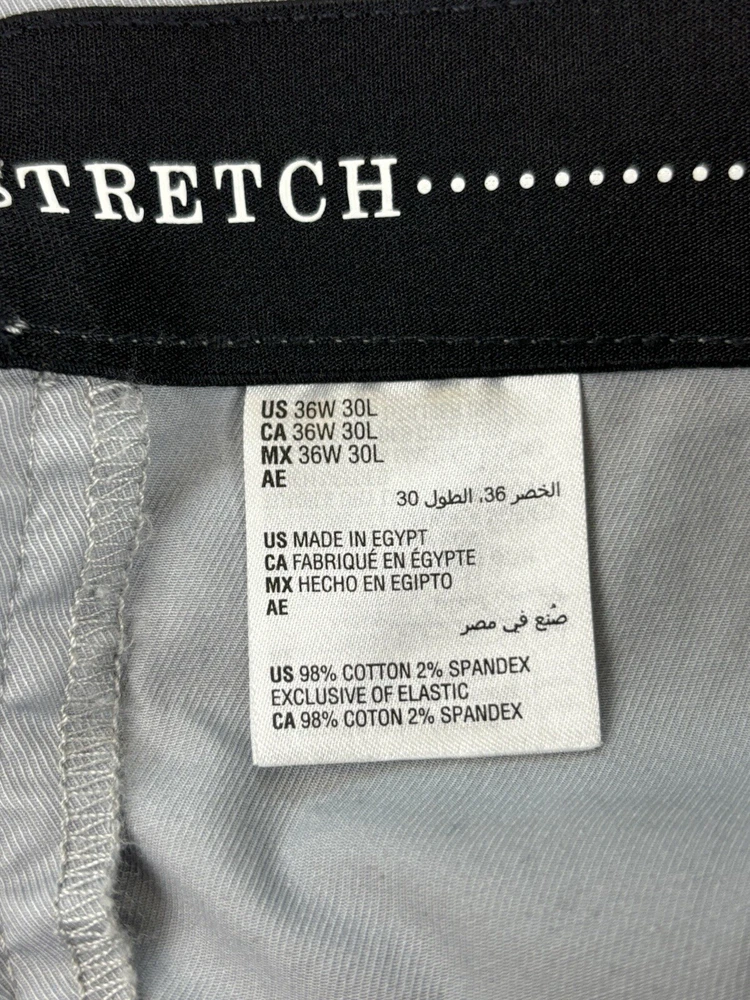 STRETCH..........
US 36W 30L
CA 36W 30L
MX 36W 30L
AE
الخصر 36، الطول 30
US MADE IN EGYPT
CA FABRIQUÉ EN ÉGYPTE
MX HECHO EN EGIPTO
AE
صُنع في مصر
US 98% COTTON 2% SPANDEX
EXCLUSIVE OF ELASTIC
CA 98% COTON 2% SPANDEX